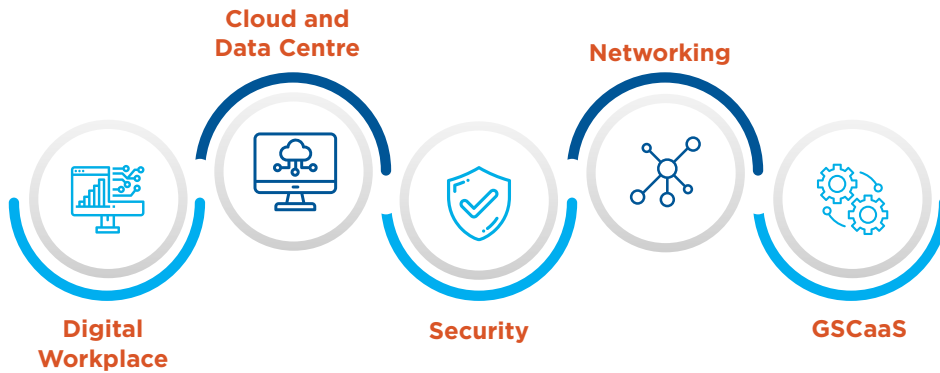 Digital
Workplace
Cloud and
Data Centre
Security
Networking
GSCaaS